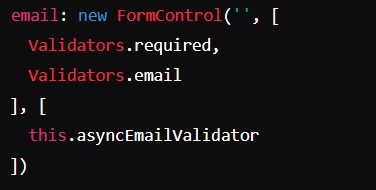 email: new FormControl('', [
  Validators.required,
  Validators.email
], [
  this.asyncEmailValidator
])